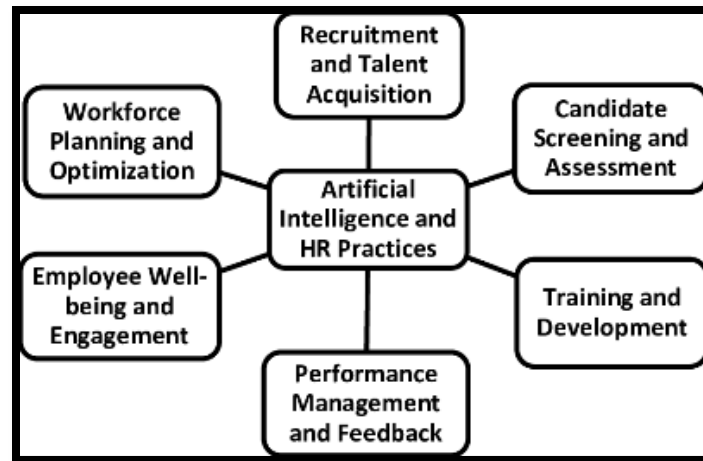 Recruitment
and Talent
Acquisition
Workforce
Planning and
Optimization
Candidate
Screening and
Assessment
Artificial
Intelligence and
HR Practices
Employee Well-
being and
Engagement
Training and
Development
Performance
Management
and Feedback